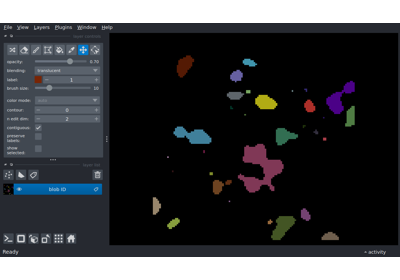 File View Layers Plugins Window Help
opacity: 0.70
blending: translucent
label: 1
brush size: 10
color mode:
contour: 0
n edit dim: 2
contiguous:
preserve
labels:
show
selected:
blob ID
Ready
activity